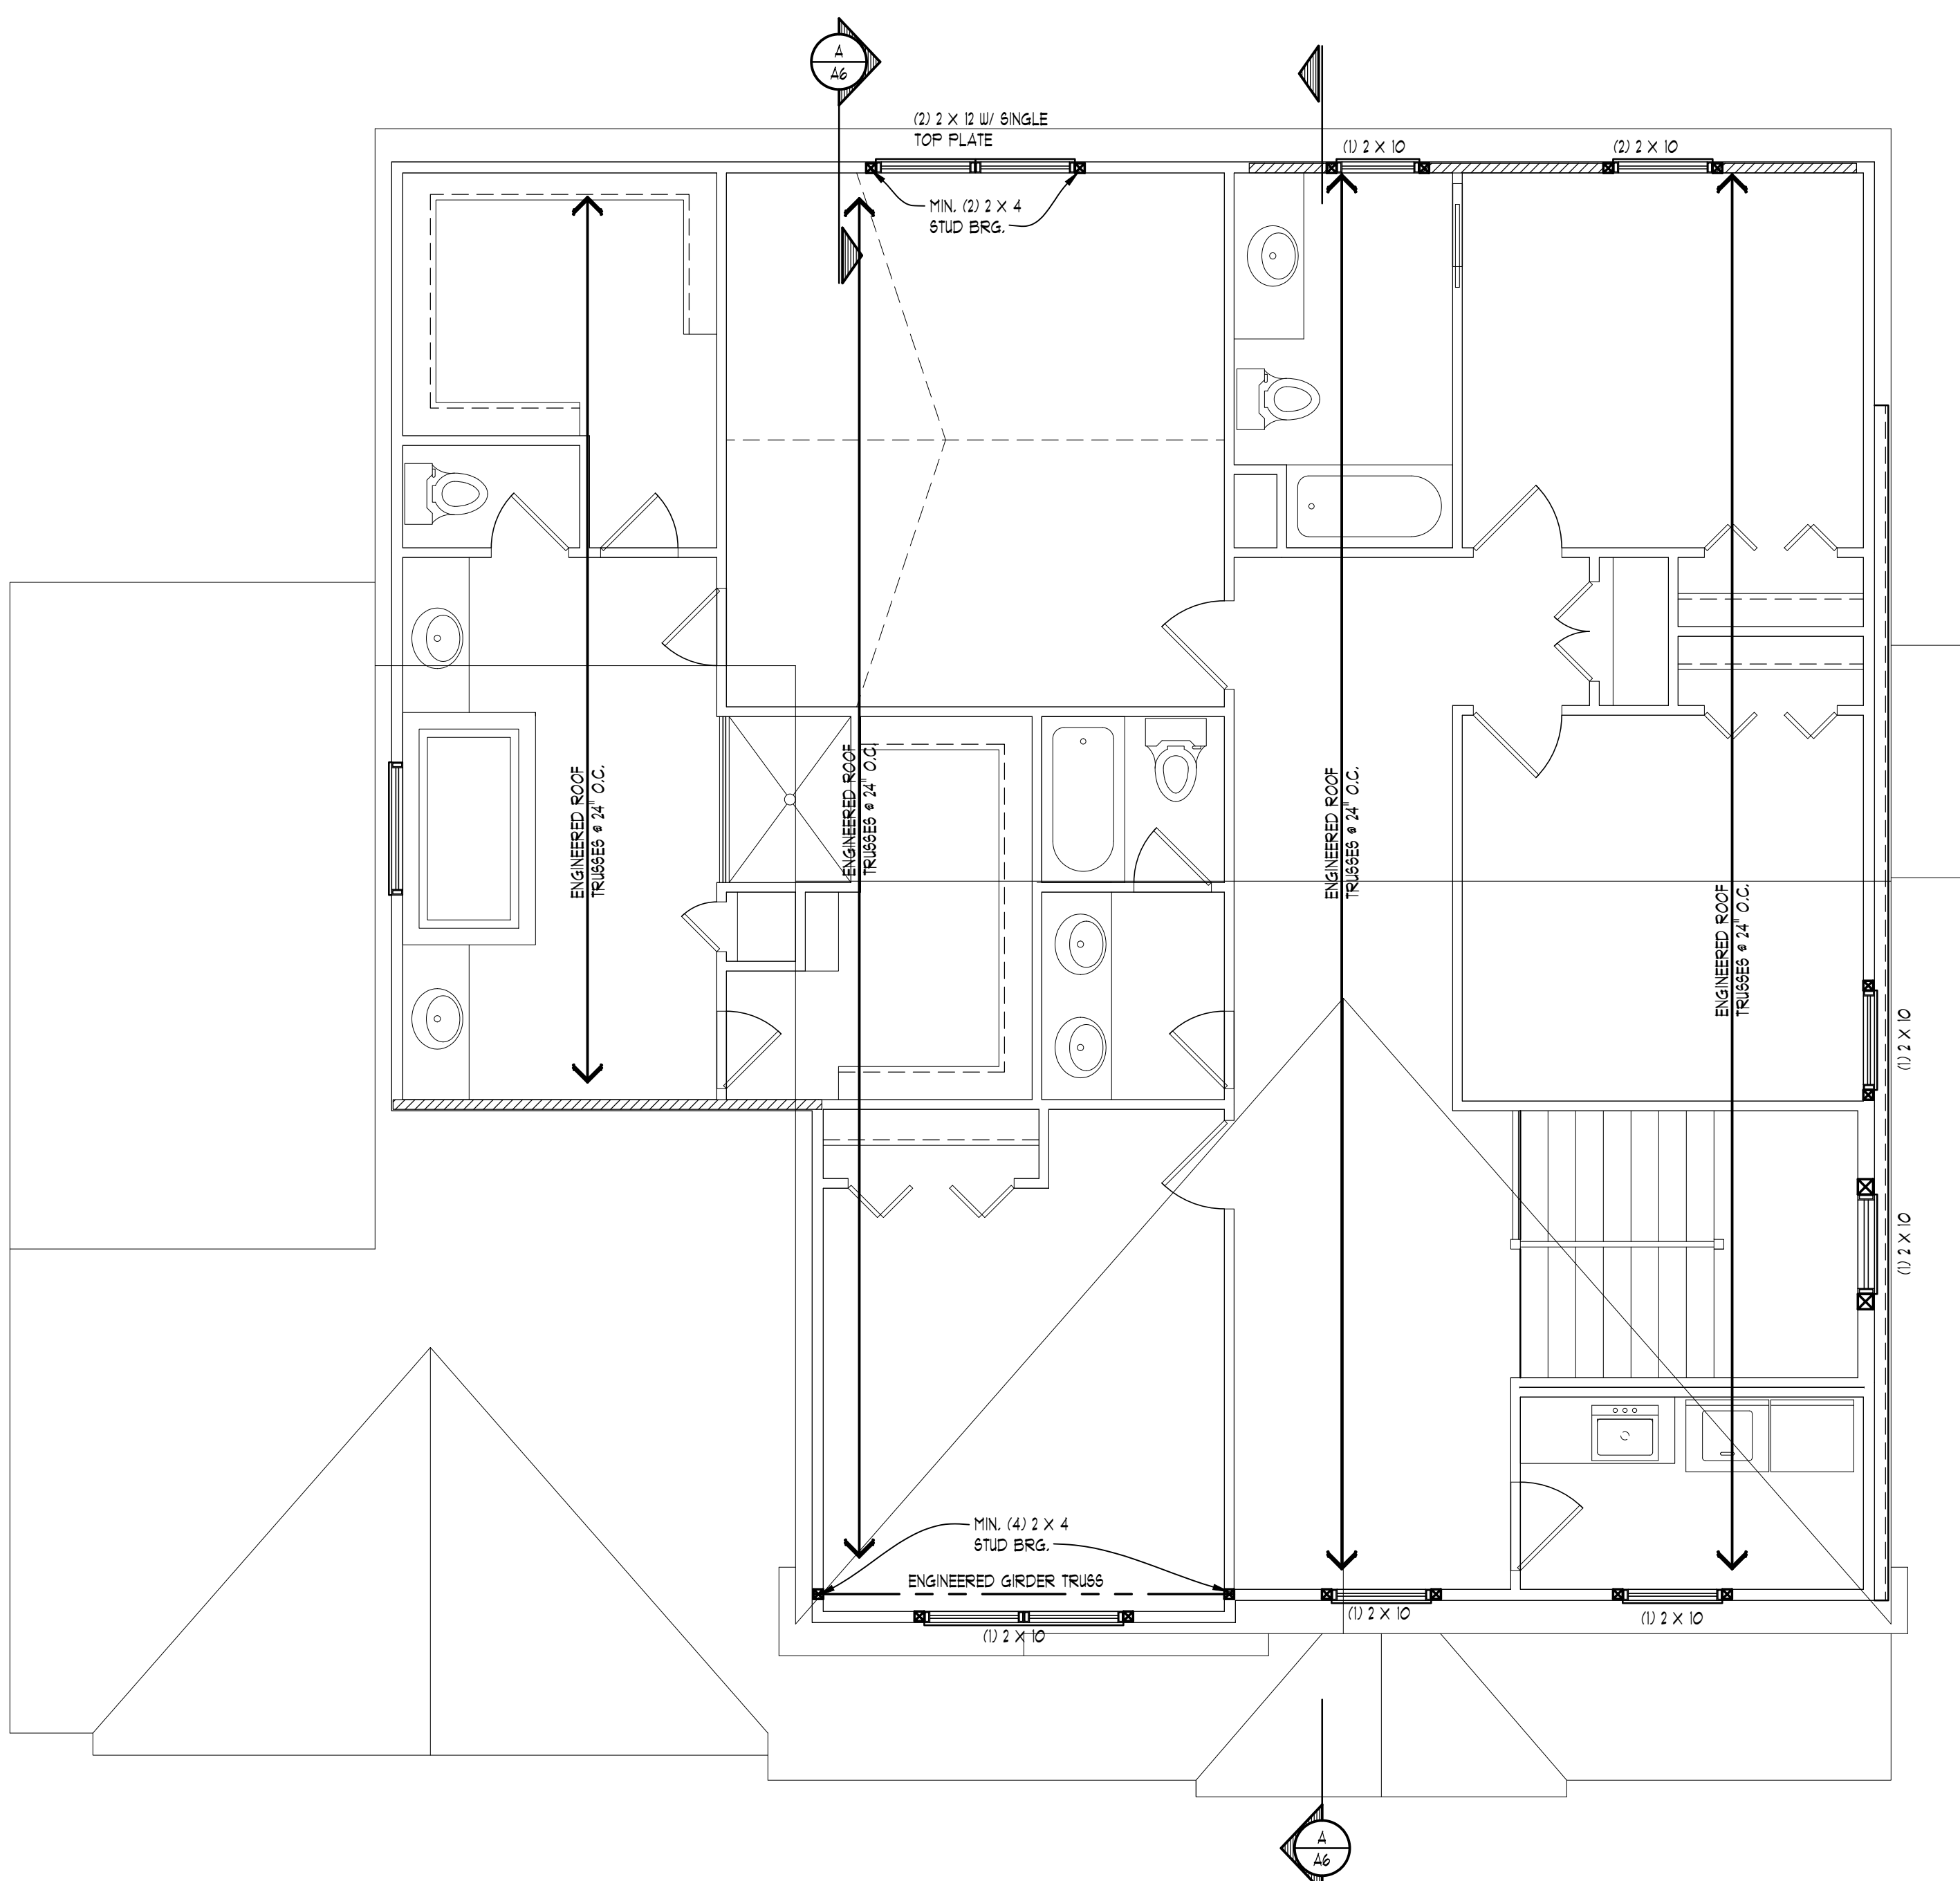 A
A6
(2) 2 X 12 W/ SINGLE
TOP PLATE
(1) 2 X 10
(2) 2 X 10
MIN. (2) 2 X 4
STUD BRG.
ENGINEERED ROOF
TRUSSES @ 24" O.C.
ENGINEERED ROOF
TRUSSES @ 24" O.C.
ENGINEERED ROOF
TRUSSES @ 24" O.C.
ENGINEERED ROOF
TRUSSES @ 24" O.C.
(1) 2 X 10
(1) 2 X 10
MIN. (4) 2 X 4
STUD BRG.
ENGINEERED GIRDER TRUSS
(1) 2 X 10
(1) 2 X 10
(1) 2 X 10
A
A6